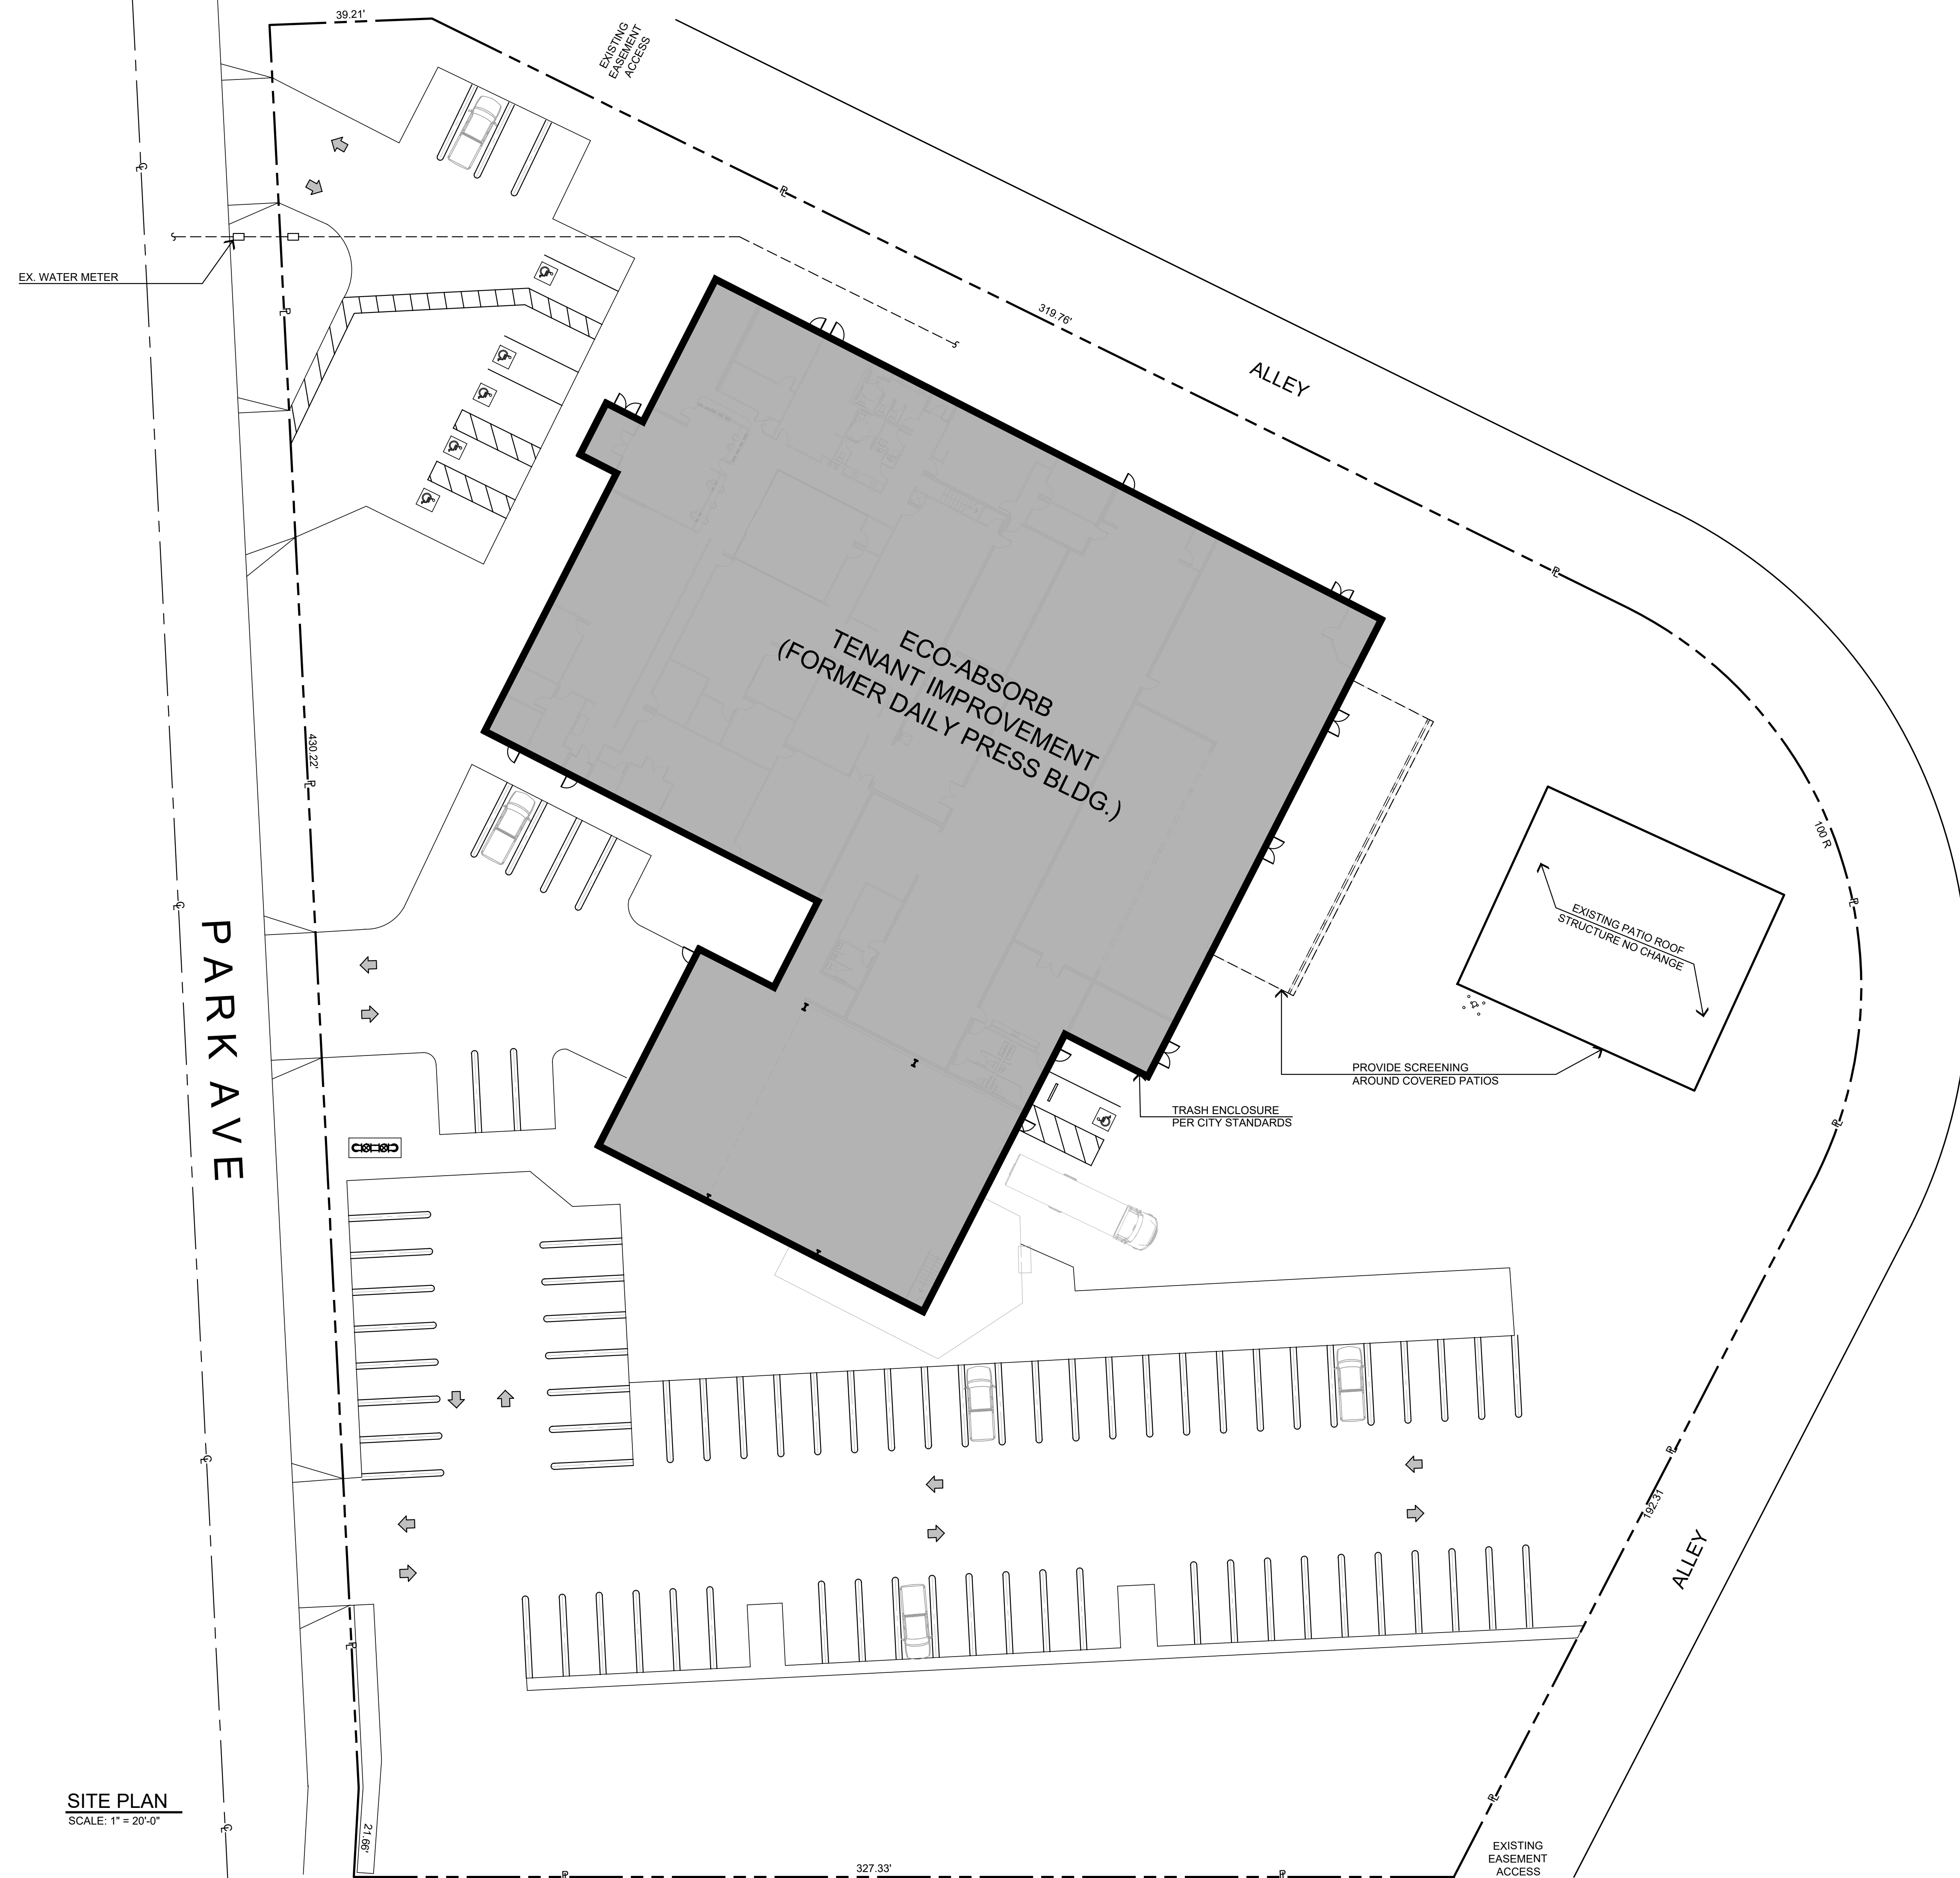 39.21'
EXISTING
EASEMENT
ACCESS
EX. WATER METER
319.76'
ALLEY
430.22'
ECO-ABSORB
TENANT IMPROVEMENT
(FORMER DAILY PRESS BLDG.)
100 R
EXISTING PATIO ROOF
STRUCTURE NO CHANGE
PARK AVE
PROVIDE SCREENING
AROUND COVERED PATIOS
TRASH ENCLOSURE
PER CITY STANDARDS
192.31
ALLEY
SITE PLAN
SCALE: 1" = 20'-0"
21.66'
327.33'
EXISTING
EASEMENT
ACCESS